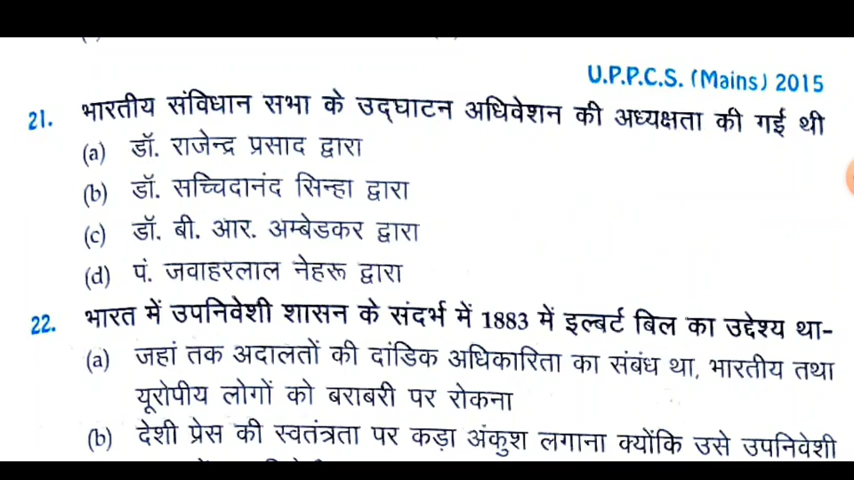 U.P.P.C.S. (Mains) 2015
21. भारतीय संविधान सभा के उद्घाटन अधिवेशन की अध्यक्षता की गई थी
(a) डॉ. राजेन्द्र प्रसाद द्वारा
(b) डॉ. सच्चिदानंद सिन्हा द्वारा
(c) डॉ. बी. आर. अम्बेडकर द्वारा
(d) पं. जवाहरलाल नेहरू द्वारा
22. भारत में उपनिवेशी शासन के संदर्भ में 1883 में इल्बर्ट बिल का उद्देश्य था-
(a) जहां तक अदालतों की दांडिक अधिकारिता का संबंध था, भारतीय तथा
यूरोपीय लोगों को बराबरी पर रोकना
(b) देशी प्रेस की स्वतंत्रता पर कड़ा अंकुश लगाना क्योंकि उसे उपनिवेशी